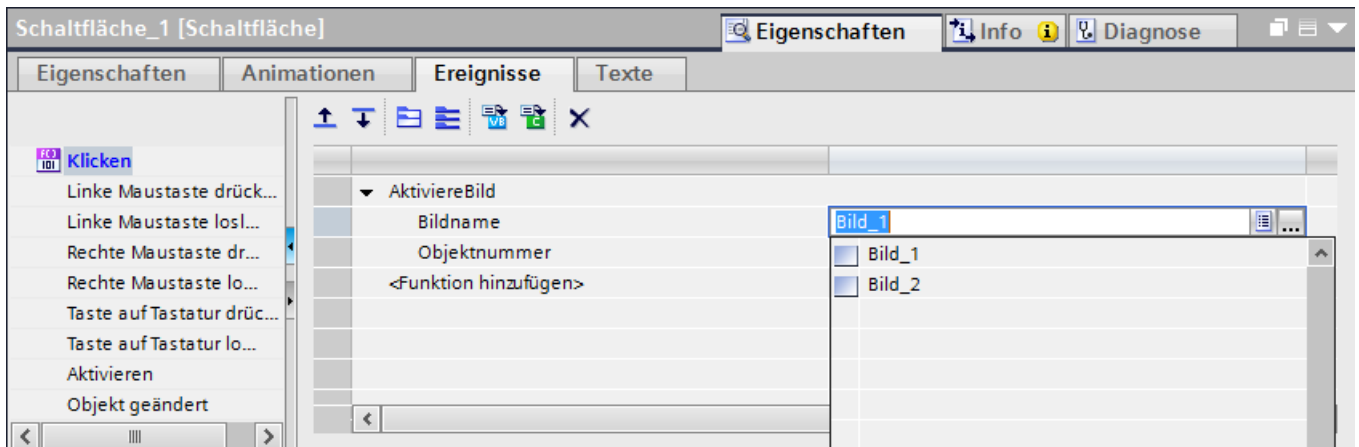 Schaltfläche_1 [Schaltfläche]
Eigenschaften Info Diagnose
Eigenschaften Animationen Ereignisse Texte
VB C
Klicken
Linke Maustaste drück...
Linke Maustaste losl...
Rechte Maustaste dr...
Rechte Maustaste lo...
Taste auf Tastatur drüc...
Taste auf Tastatur lo...
Aktivieren
Objekt geändert
AktiviereBild
Bildname Bild_1 ...
Objektnummer
<Funktion hinzufügen>
Bild_1
Bild_2